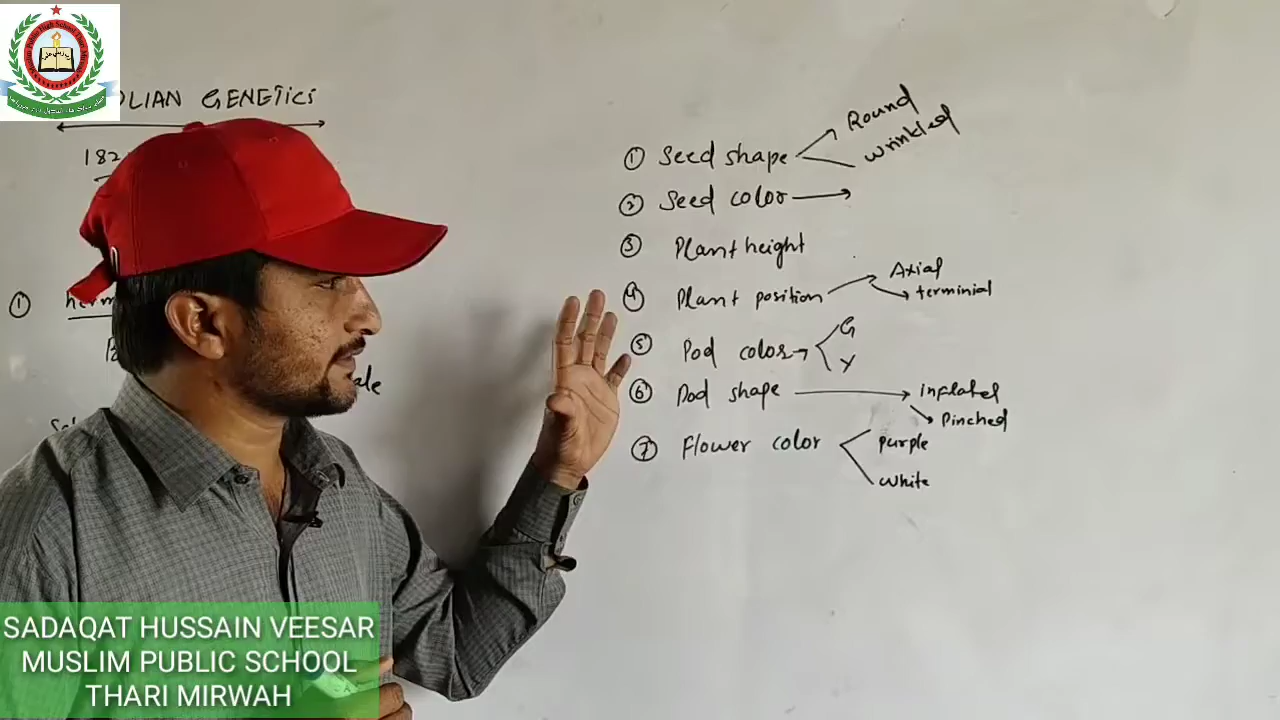 OLIAN GENETICS
182
① herm
ale
① Seed shape Round
wrinkled
② Seed color
③ Plant height
④ Plant position Axial
terminial
⑤ Pod color G
Y
⑥ Pod shape Inflated
Pinched
⑦ Flower color purple
white
SADAQAT HUSSAIN VEESAR
MUSLIM PUBLIC SCHOOL
THARI MIRWAH